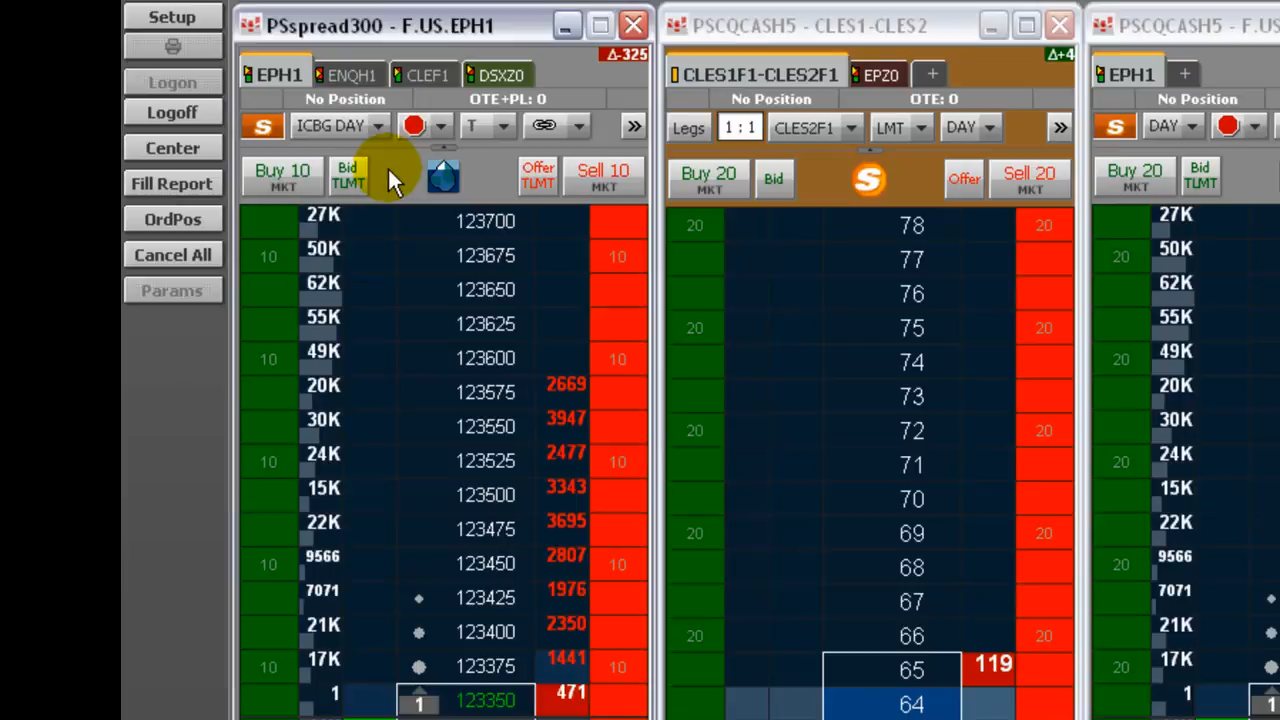 Setup
Logon
Logoff
Center
Fill Report
OrdPos
Cancel All
Params
PSspread300 - F.US.EPH1
Δ-325
EPH1 ENQH1 CLEF1 DSXZ0
No Position OTE+PL: 0
S ICBG DAY T »
Buy 10 MKT Bid TLMT Offer TLMT Sell 10 MKT
27K 123700
10 50K 123675 10
62K 123650
55K 123625
10 49K 123600 10
20K 123575 2669
30K 123550 3947
10 24K 123525 2477 10
15K 123500 3343
22K 123475 3695
10 9566 123450 2807 10
7071 123425 1976
21K 123400 2350
10 17K 123375 1441 10
1 1 123350 471
PSCQCASH5 - CLES1-CLES2
Δ+4
CLES1F1-CLES2F1 EPZ0 +
No Position OTE: 0
Legs 1 : 1 CLES2F1 LMT DAY »
Buy 20 MKT Bid S Offer Sell 20 MKT
20 78 20
77
76
20 75 20
74
73
20 72 20
71
70
20 69 20
68
67
20 66 20
65 119
64
PSCQCASH5 - F.US
EPH1 +
No Position
S DAY
Buy 20 MKT Bid TLMT
27K
20 50K
62K
55K
20 49K
20K
30K
20 24K
15K
22K
20 9566
7071
21K
20 17K
1 1